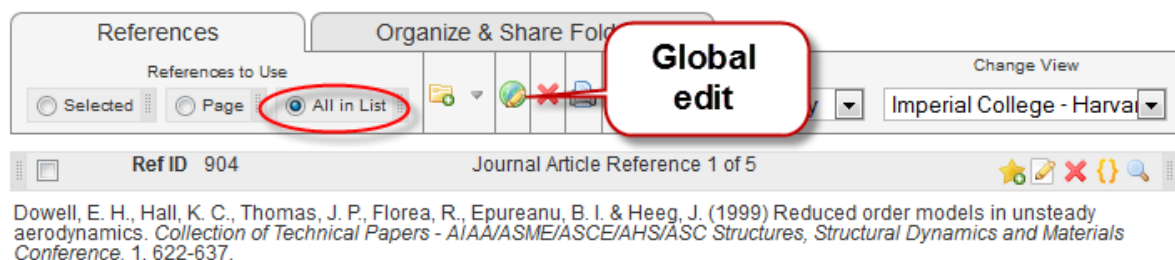 References
Organize & Share Fol
Global
edit
References to Use
Change View
Selected
Page
All in List
y
Imperial College - Harvar
Ref ID 904
Journal Article Reference 1 of 5
Dowell, E. H., Hall, K. C., Thomas, J. P., Florea, R., Epureanu, B. I. & Heeg, J. (1999) Reduced order models in unsteady
aerodynamics. Collection of Technical Papers - AIAA/ASME/ASCE/AHS/ASC Structures, Structural Dynamics and Materials
Conference, 1, 622-637.